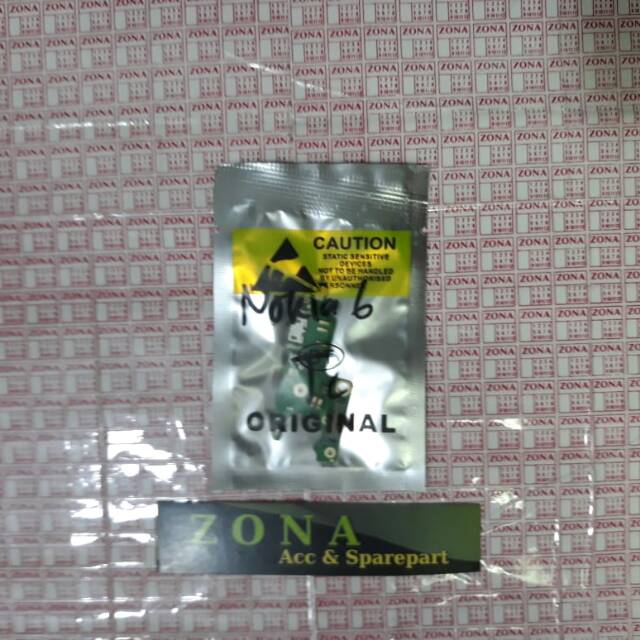 CAUTION
STATIC SENSITIVE
DEVICES
NOT TO BE HANDLED
BY UNAUTHORISED
PERSONNEL
Nokia 6
ORIGINAL
ZONA
Acc & Sparepart